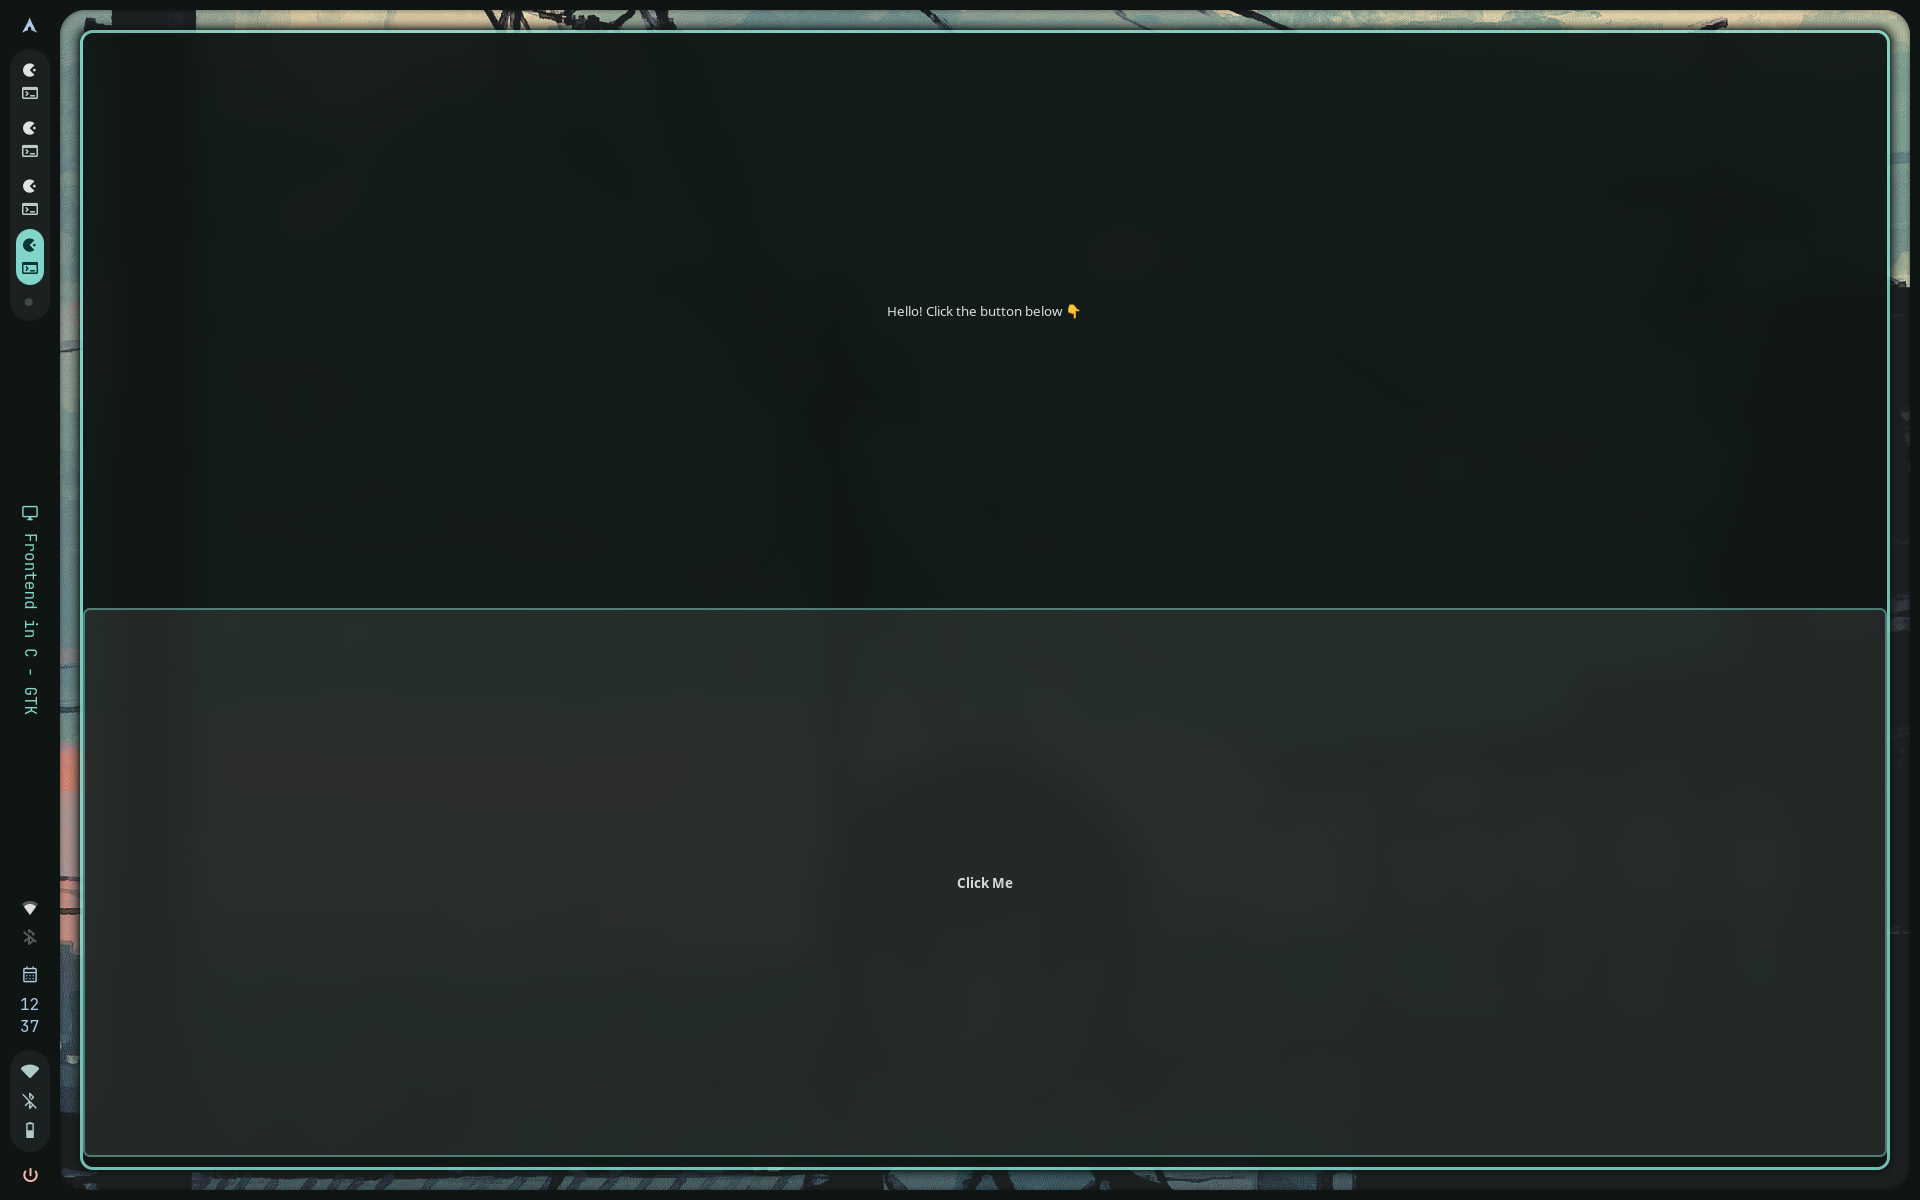 Frontend in C - GTK
12
37
Hello! Click the button below 👇
Click Me